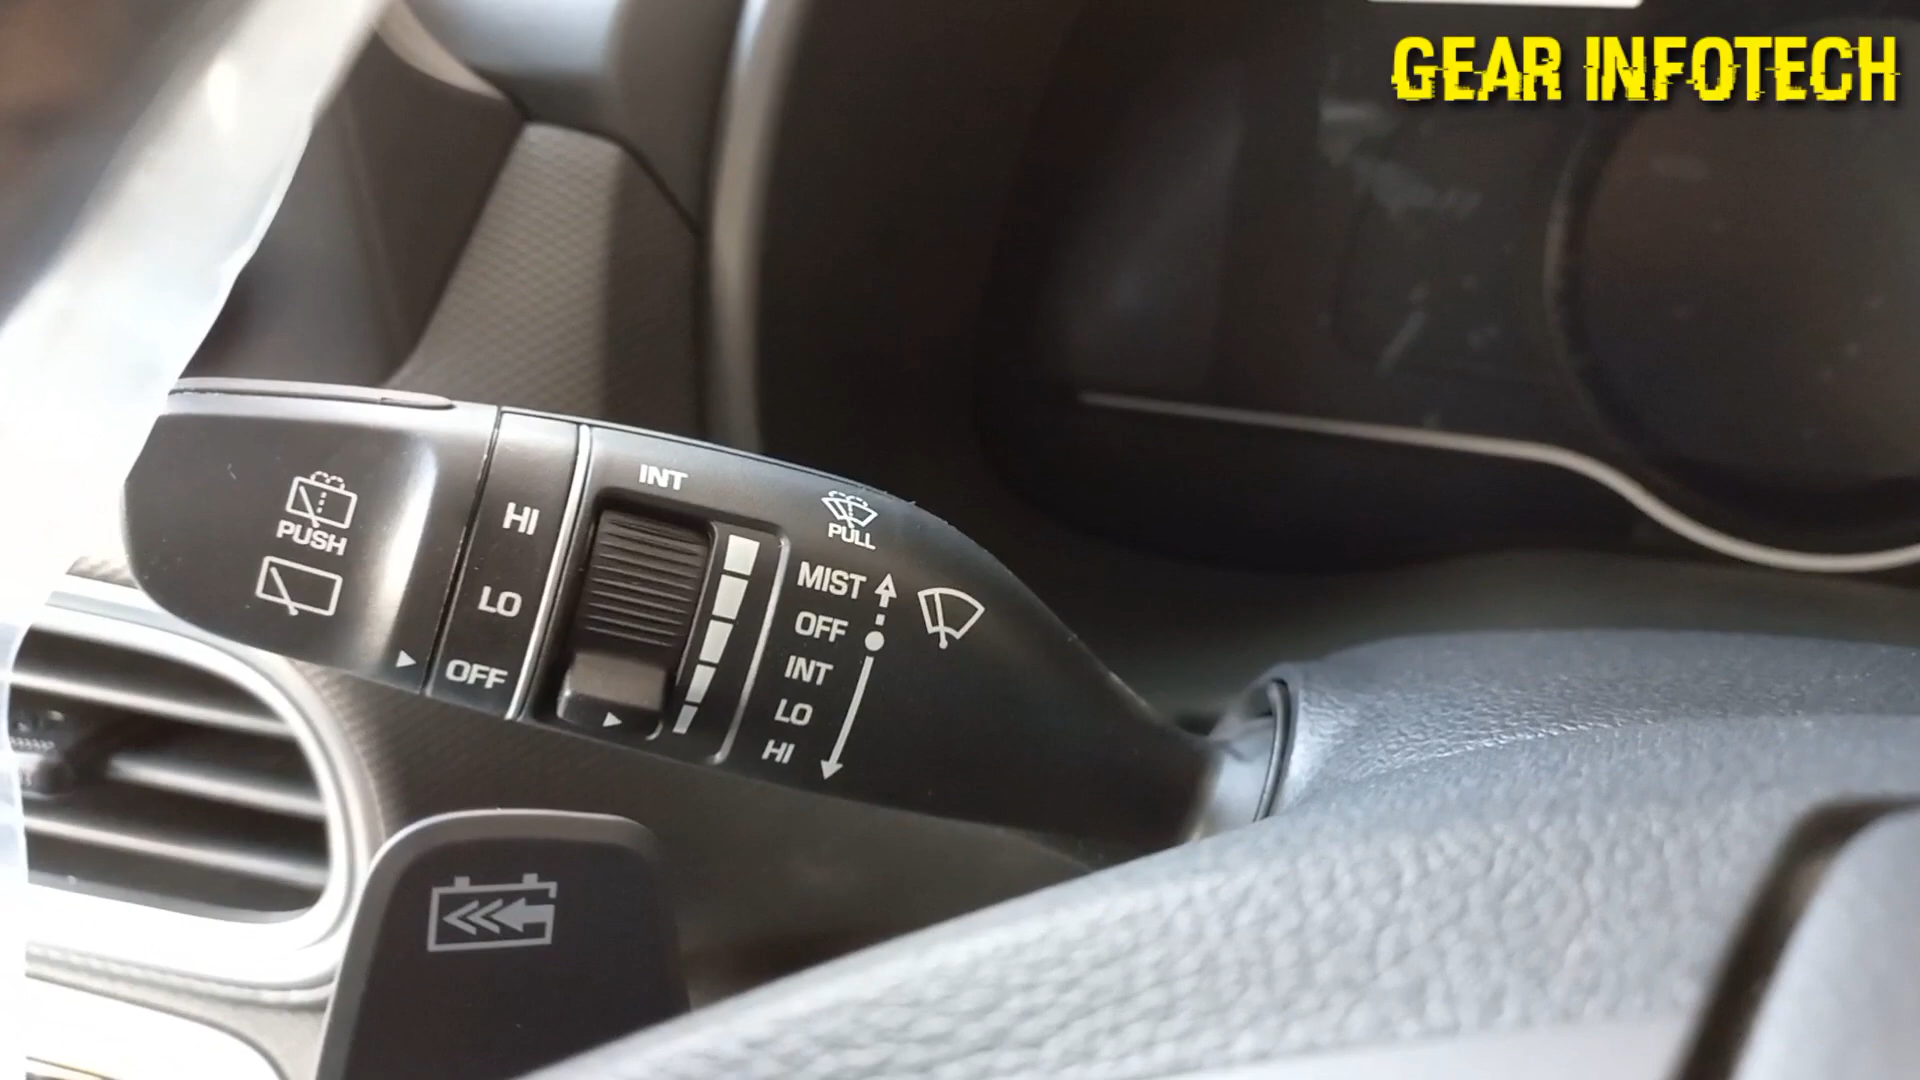 GEAR INFOTECH
INT
HI
PUSH
LO
OFF
PULL
MIST
OFF
INT
LO
HI